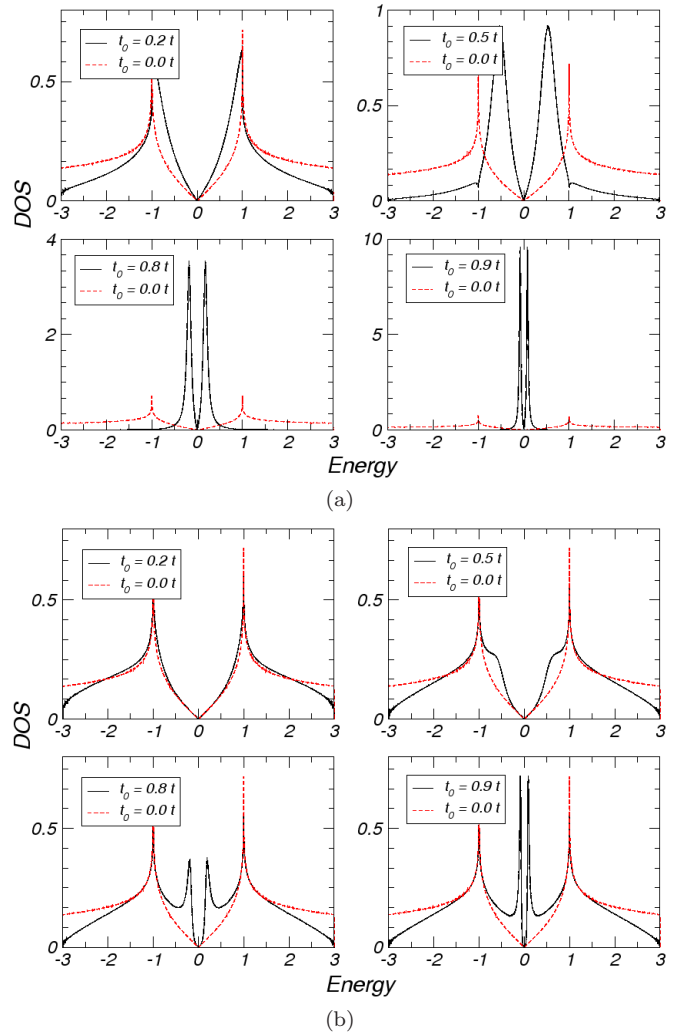 1
t0 = 0.2 t
t0 = 0.0 t
t0 = 0.5 t
t0 = 0.0 t
0.5
0.5
DOS
0
0
-3 -2 -1 0 1 2 3
-3 -2 -1 0 1 2 3
4
10
t0 = 0.8 t
t0 = 0.0 t
t0 = 0.9 t
t0 = 0.0 t
2
5
0
0
-3 -2 -1 0 1 2 3
-3 -2 -1 0 1 2 3
Energy
(a)
t0 = 0.2 t
t0 = 0.0 t
t0 = 0.5 t
t0 = 0.0 t
0.5
0.5
DOS
0
0
-3 -2 -1 0 1 2 3
-3 -2 -1 0 1 2 3
t0 = 0.8 t
t0 = 0.0 t
t0 = 0.9 t
t0 = 0.0 t
0.5
0.5
0
0
-3 -2 -1 0 1 2 3
-3 -2 -1 0 1 2 3
Energy
(b)